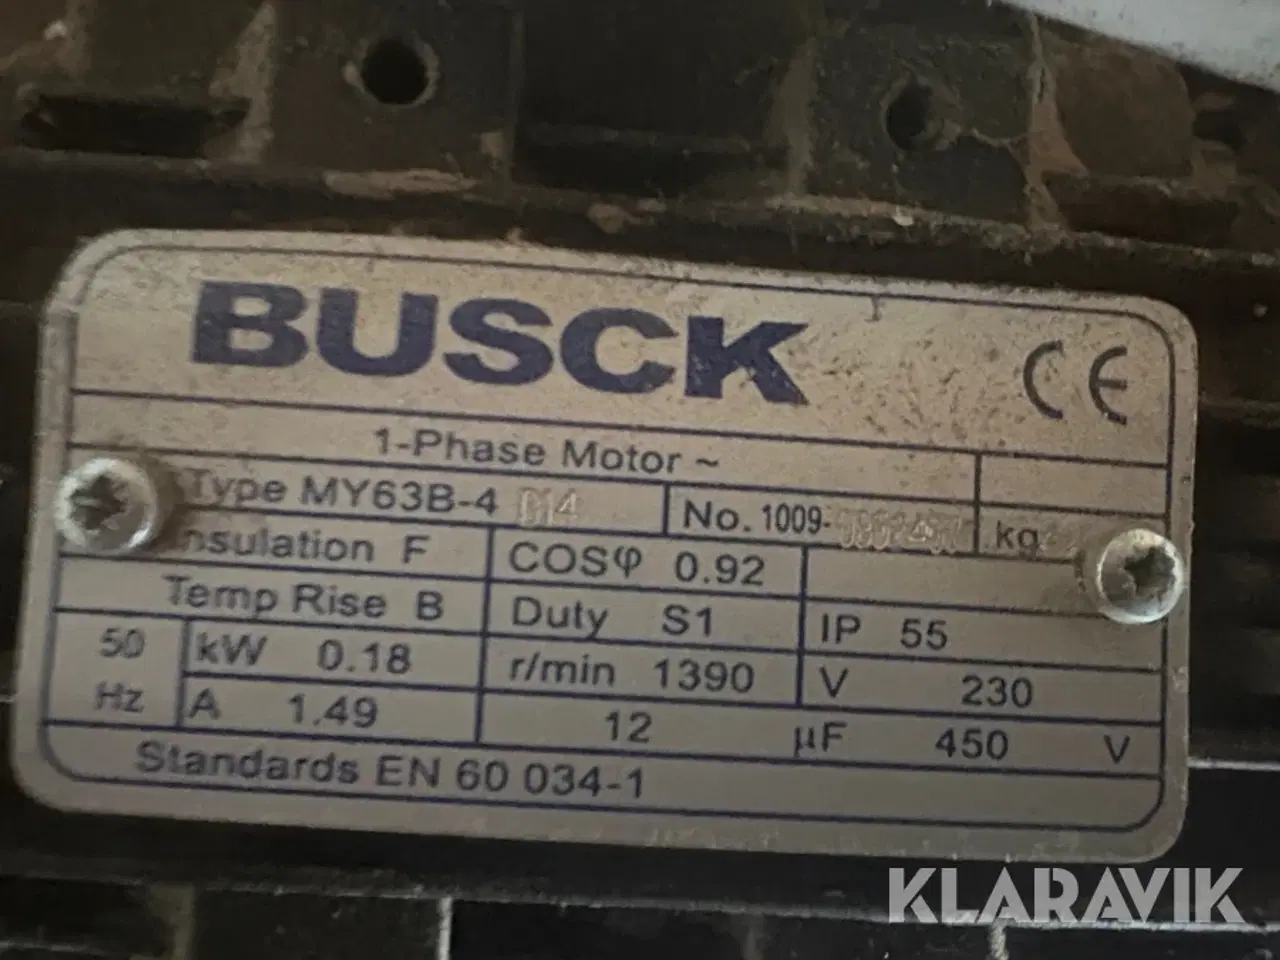 BUSCK CE
1-Phase Motor ~
Type MY63B-4 B14 No. 1009- kg
Insulation F COSφ 0.92
Temp Rise B Duty S1 IP 55
50 Hz kW 0.18 r/min 1390 V 230
A 1.49 12 µF 450 V
Standards EN 60 034-1
KLARAVIK